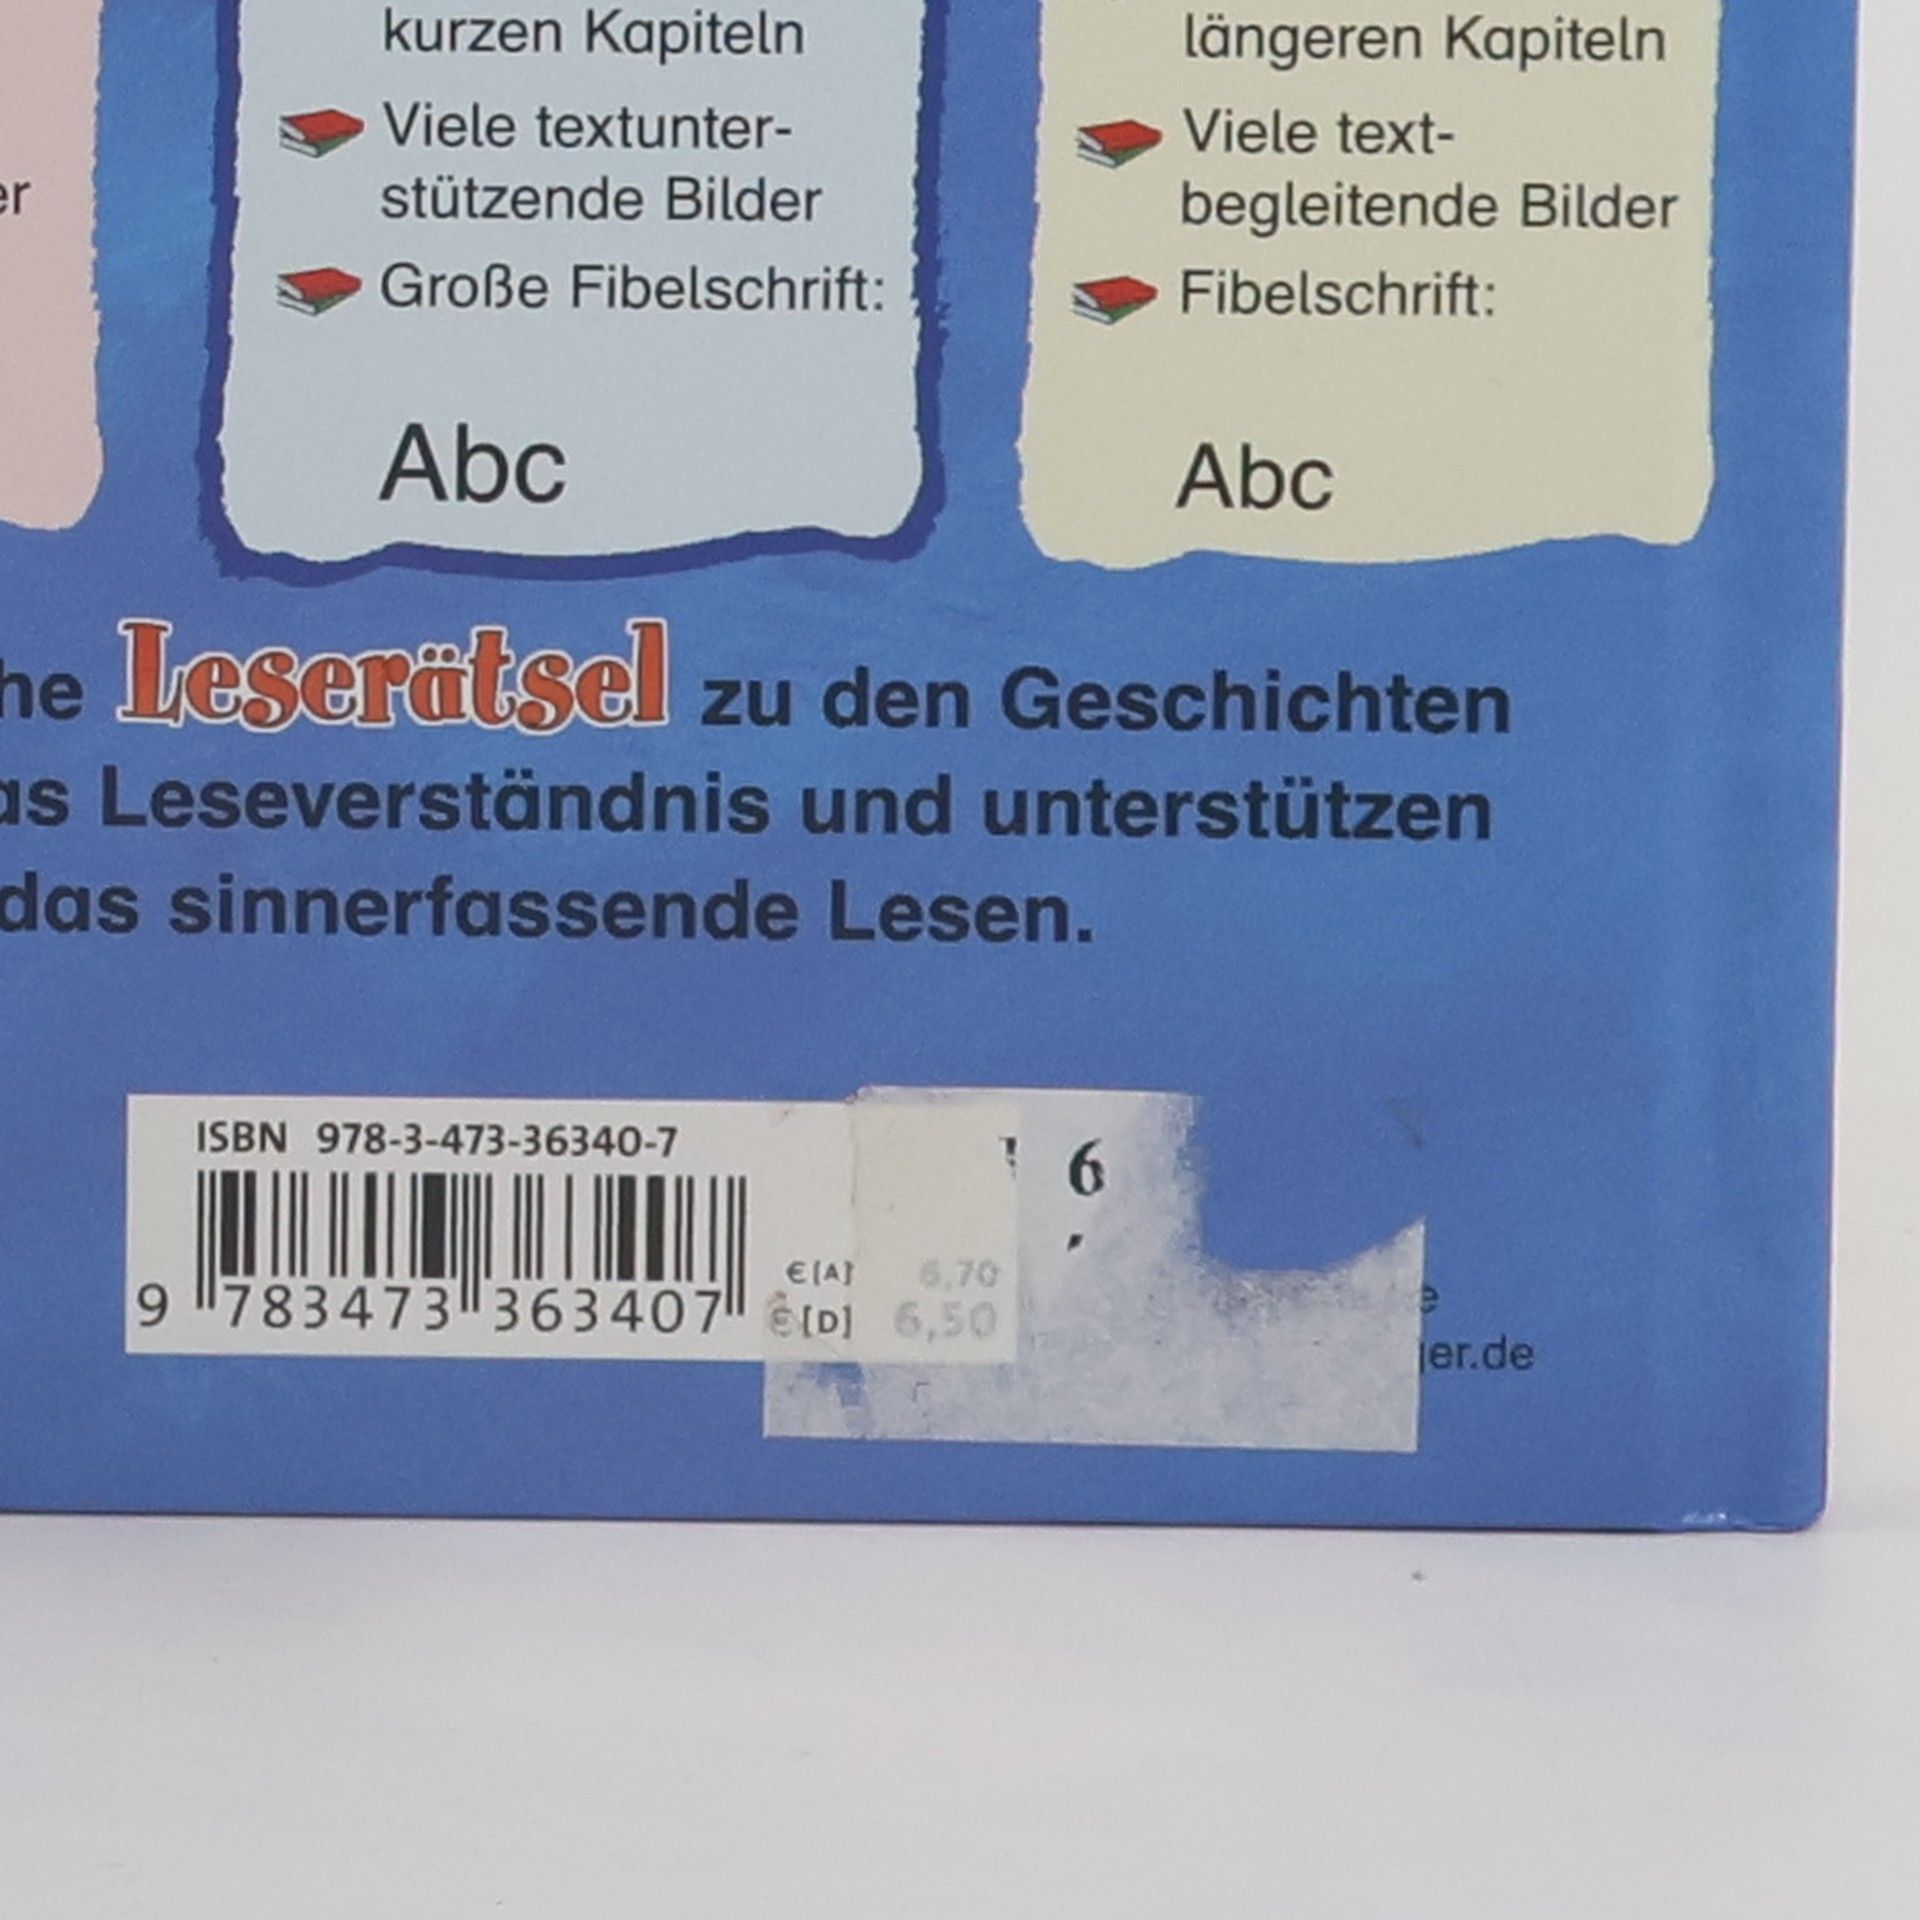 kurzen Kapiteln
Viele textunter-
stützende Bilder
Große Fibelschrift:
Abc
längeren Kapiteln
Viele text-
begleitende Bilder
Fibelschrift:
Abc
er
he Leserätsel zu den Geschichten
as Leseverständnis und unterstützen
das sinnerfassende Lesen.
ISBN 978-3-473-36340-7
9 783473 363407
€[A] 6,70
€[D] 6,50
6
e
er.de